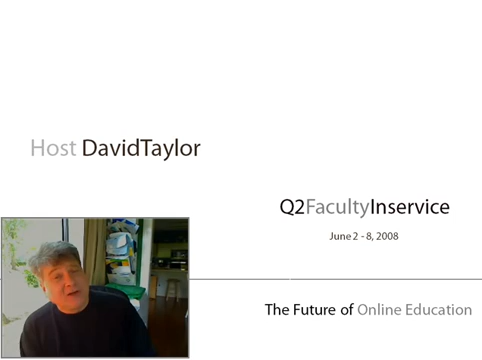 Host DavidTaylor
Q2FacultyInservice
June 2 - 8, 2008
The Future of Online Education